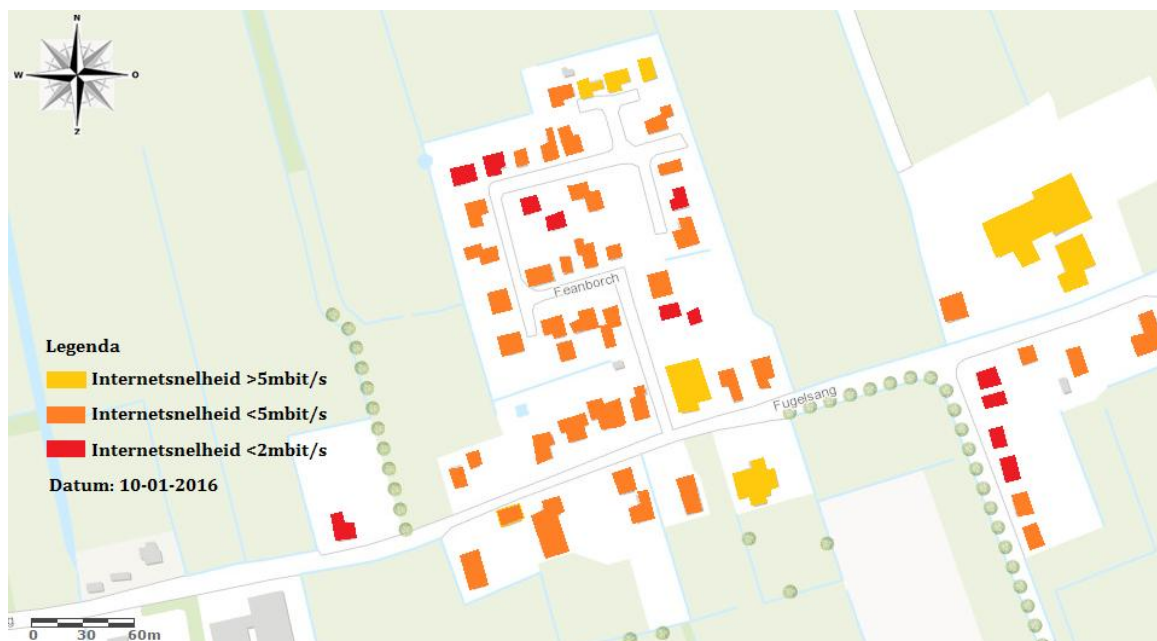 N
W
O
Z
Feanborch
Legenda
Internetsnelheid >5mbit/s
Internetsnelheid <5mbit/s
Internetsnelheid <2mbit/s
Fugelsang
Datum: 10-01-2016
g
0 30 60m